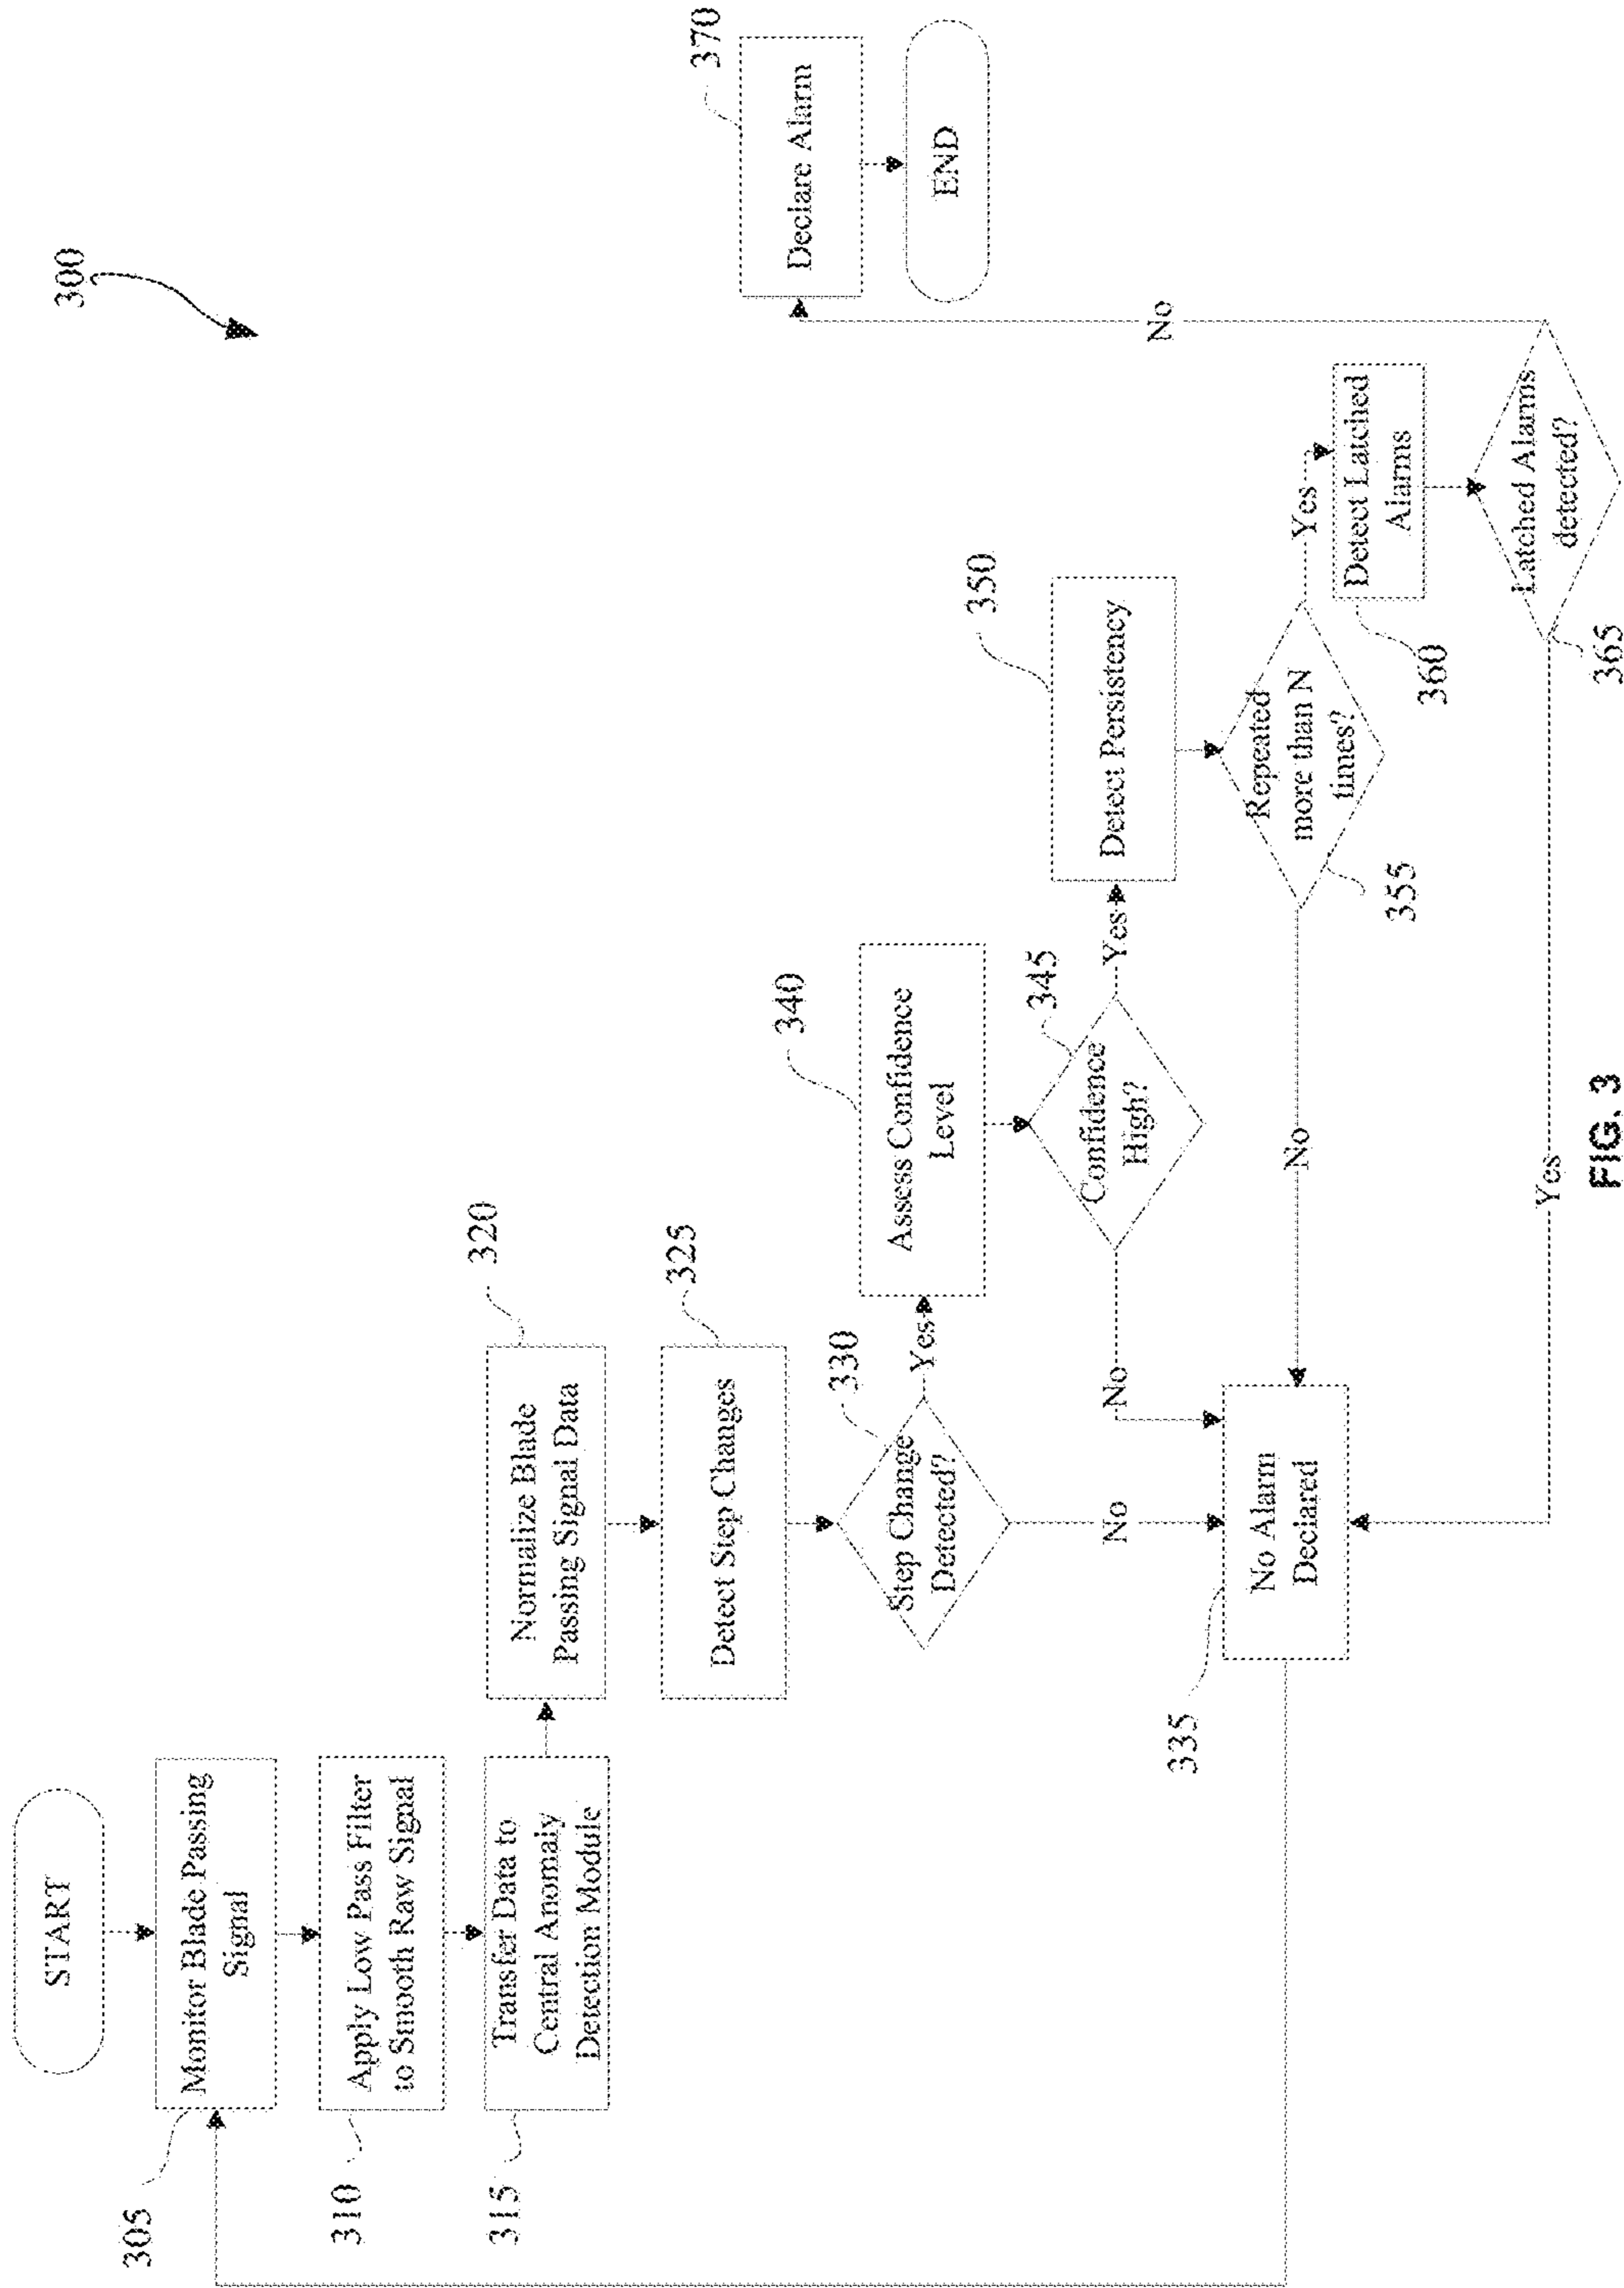 300
START
305
Monitor Blade Passing
Signal
310
Apply Low Pass Filter
to Smooth Raw Signal
315
Transfer Data to
Central Anomaly
Detection Module
320
Normalize Blade
Passing Signal Data
325
Detect Step Changes
330
Step Change
Detected?
Yes
No
335
No Alarm
Declared
340
Assess Confidence
Level
345
Confidence
High?
Yes
No
350
Detect Persistency
355
Repeated
more than N
times?
Yes
No
360
Detect Latched
Alarms
365
Latched Alarms
detected?
Yes
No
370
Declare Alarm
END
FIG. 3